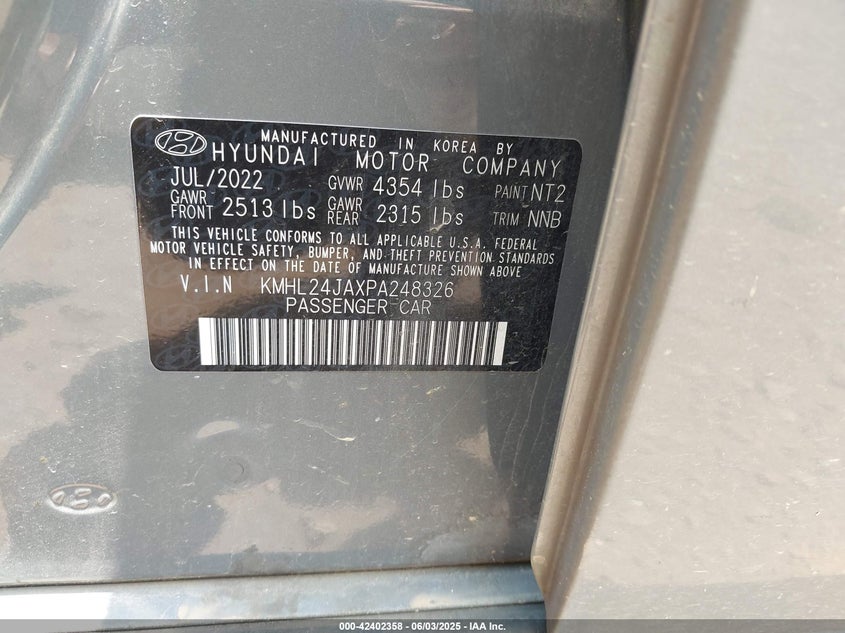 MANUFACTURED IN KOREA BY
HYUNDAI MOTOR COMPANY
JUL/2022 GVWR 4354 lbs PAINT NT2
GAWR FRONT 2513 lbs GAWR REAR 2315 lbs TRIM NNB
THIS VEHICLE CONFORMS TO ALL APPLICABLE U.S.A. FEDERAL
MOTOR VEHICLE SAFETY, BUMPER, AND THEFT PREVENTION STANDARDS
IN EFFECT ON THE DATE OF MANUFACTURE SHOWN ABOVE
V.I.N KMHL24JAXPA248326
PASSENGER CAR
000-42402358 - 06/03/2025 - IAA Inc.